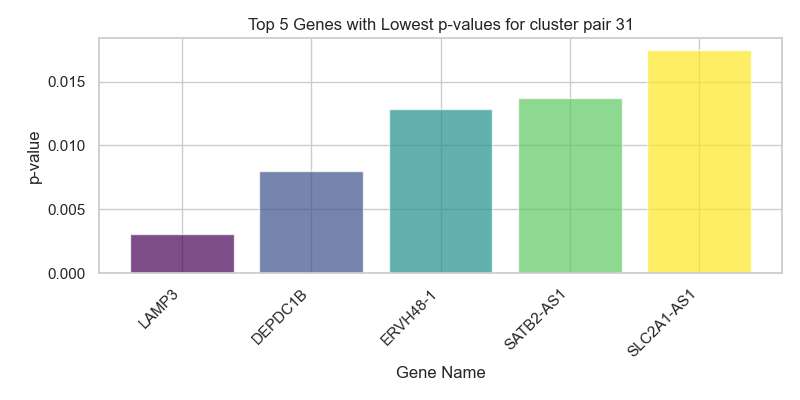 Top 5 Genes with Lowest p-values for cluster pair 31
p-value
0.015
0.010
0.005
0.000
LAMP3
DEPDC1B
ERVH48-1
SATB2-AS1
SLC2A1-AS1
Gene Name